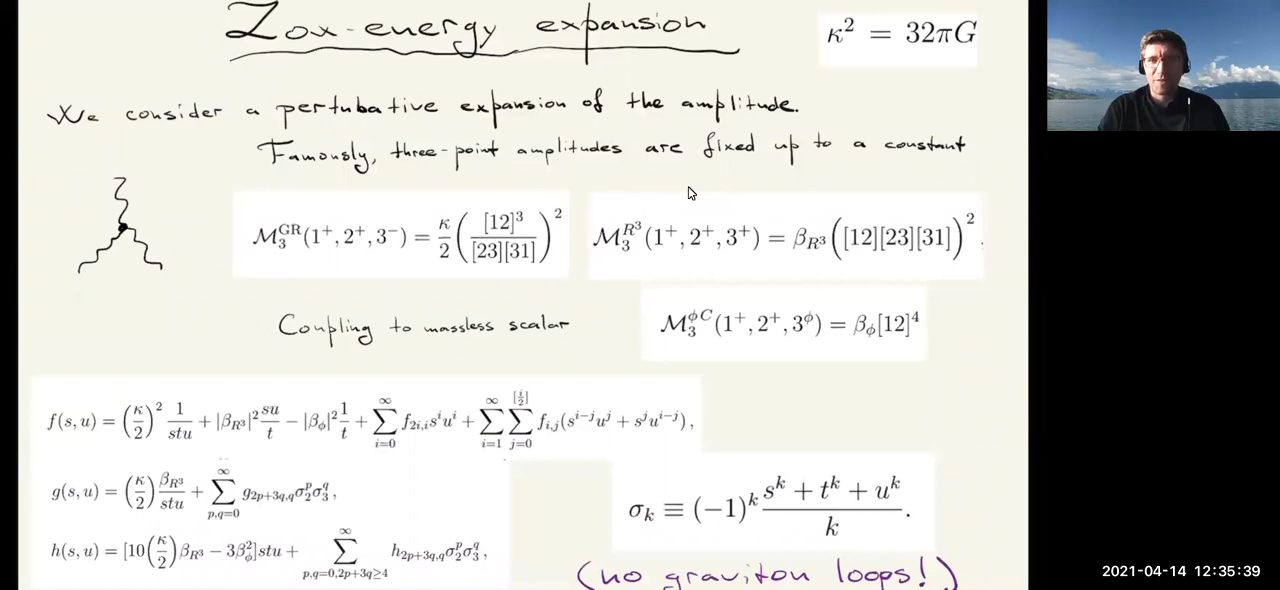 Low-energy expansion
κ² = 32πG
We consider a pertubative expansion of the amplitude.
Famously, three-point amplitudes are fixed up to a constant
M₃^GR(1⁺, 2⁺, 3⁻) = κ/2 ([12]³/[23][31])²
M₃^R³(1⁺, 2⁺, 3⁺) = β_R³([12][23][31])².
Coupling to massless scalar
M₃^ϕC(1⁺, 2⁺, 3^ϕ) = β_ϕ[12]⁴
f(s, u) = (κ/2)² 1/stu + |β_R³|² su/t − |β_ϕ|² 1/t + ∑_{i=0}^{∞} f_{2i,i}s^i u^i + ∑_{i=1}^{∞} ∑_{j=0}^{[i/2]} f_{i,j}(s^{i−j}u^j + s^j u^{i−j}),
g(s, u) = (κ/2) β_R³/stu + ∑_{p,q=0}^{∞} g_{2p+3q,q}σ₂^p σ₃^q,
σ_k ≡ (−1)^k (s^k + t^k + u^k)/k.
h(s, u) = [10(κ/2)β_R³ − 3β_ϕ²]stu + ∑_{p,q=0,2p+3q≥4}^{∞} h_{2p+3q,q}σ₂^p σ₃^q,
(no graviton loops!)
2021-04-14 12:35:39